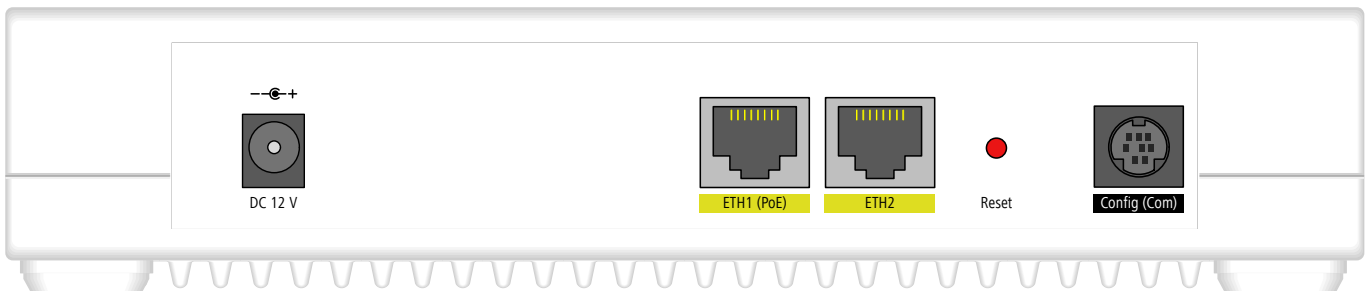 DC 12 V
ETH1 (PoE)
ETH2
Reset
Config (Com)